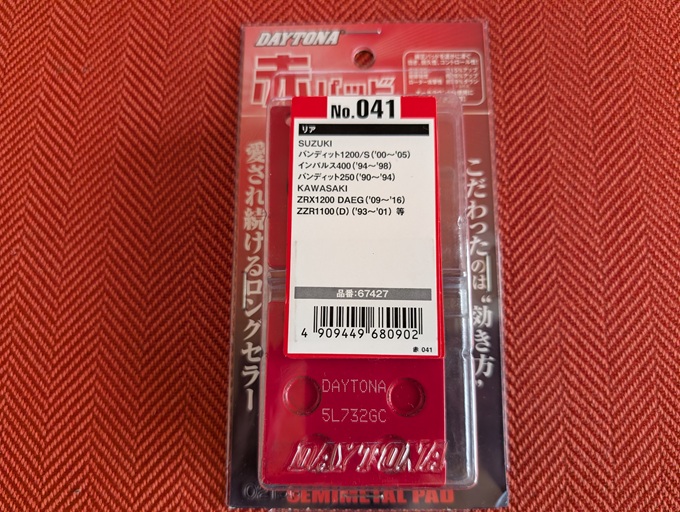 DAYTONA
赤パッド
No.041
リア
SUZUKI
バンディット1200/S ('00〜'05)
インパルス400 ('94〜'98)
バンディット250 ('90〜'94)
KAWASAKI
ZRX1200 DAEG ('09〜'16)
ZZR1100(D) ('93〜'01) 等
品番:67427
4 909449 680902
赤 041
こだわったのは“効き方”
愛され続けるロングセラー
DAYTONA
5L732GC
DAYTONA
SEMIMETAL PAD